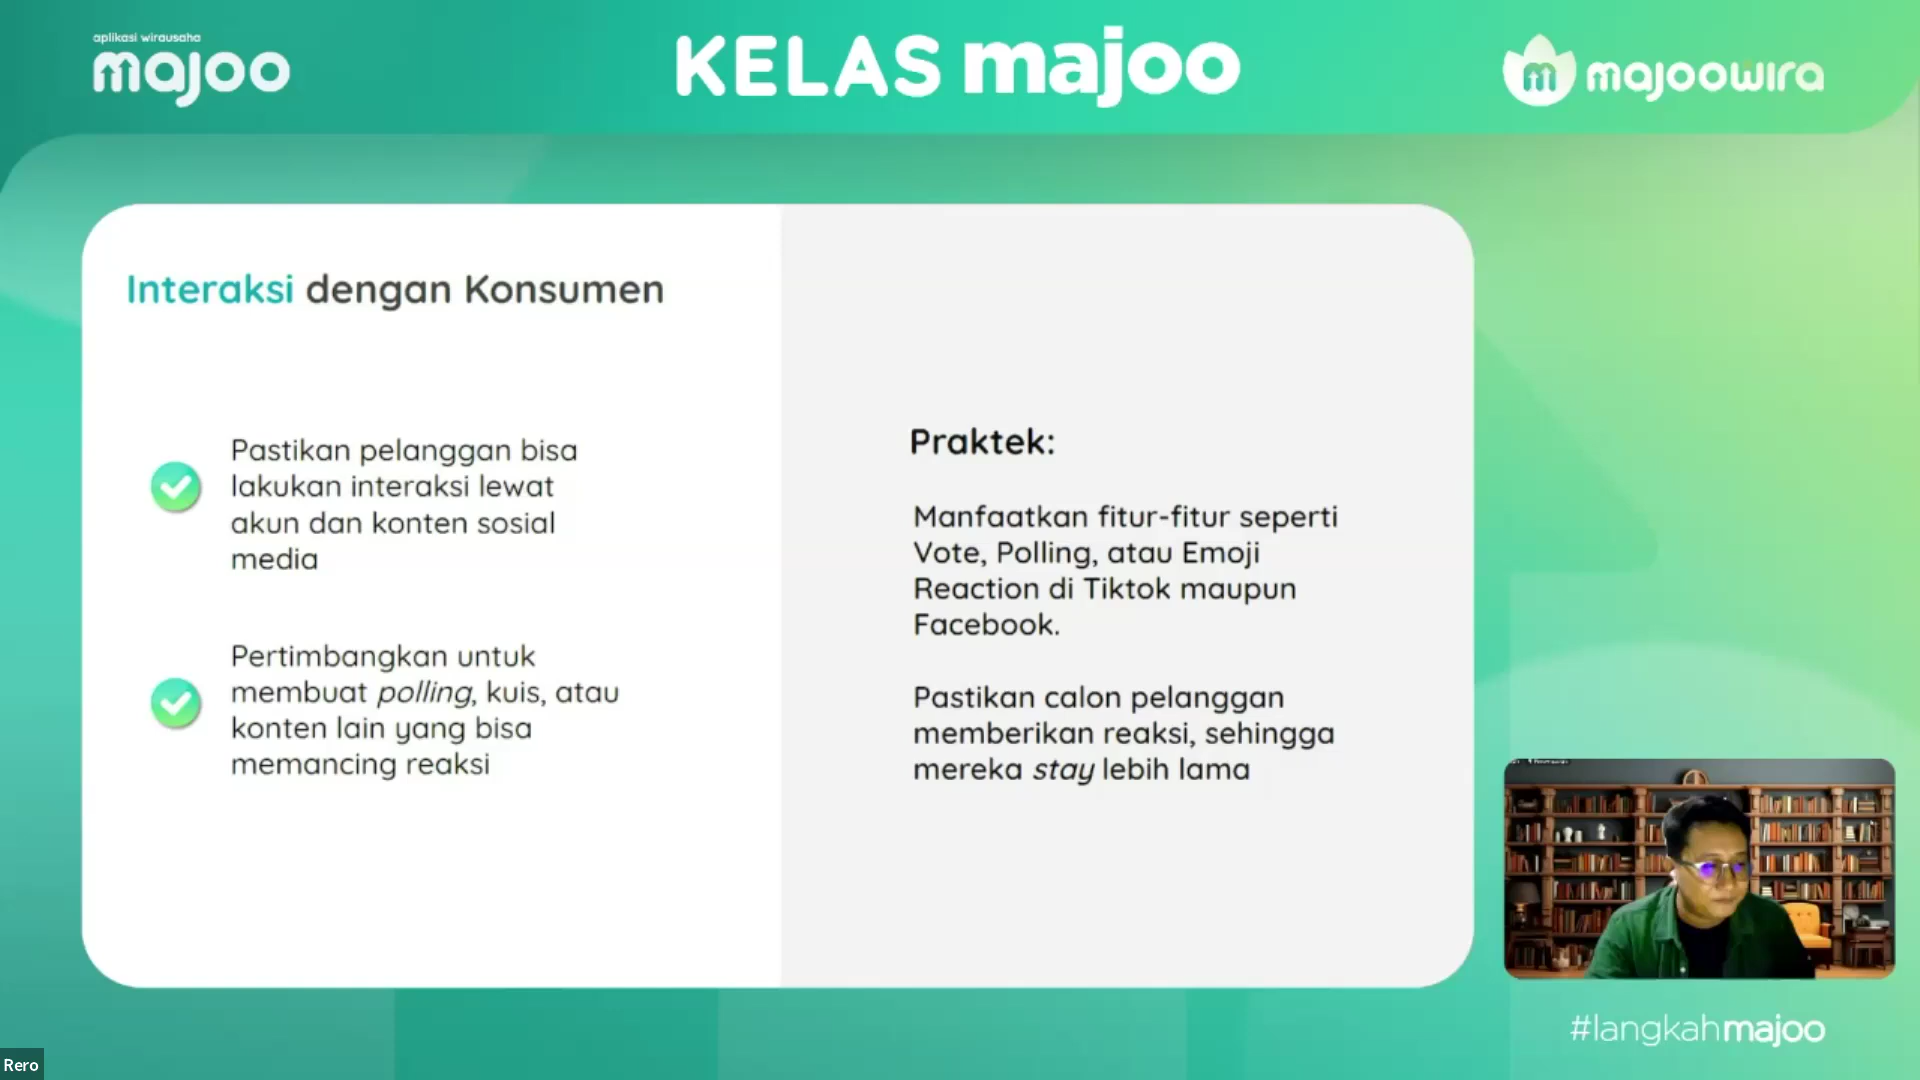 aplikasi wirausaha
majoo
KELAS majoo
majoowira
Interaksi dengan Konsumen
Pastikan pelanggan bisa
lakukan interaksi lewat
akun dan konten sosial
media
Pertimbangkan untuk
membuat polling, kuis, atau
konten lain yang bisa
memancing reaksi
Praktek:
Manfaatkan fitur-fitur seperti
Vote, Polling, atau Emoji
Reaction di Tiktok maupun
Facebook.
Pastikan calon pelanggan
memberikan reaksi, sehingga
mereka stay lebih lama
#langkahmajoo
Rero